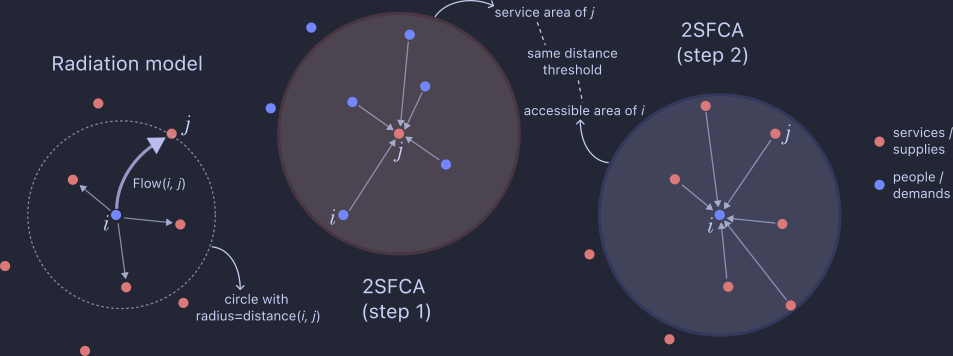 Radiation model
j
Flow(i, j)
i
circle with
radius=distance(i, j)
j
i
2SFCA
(step 1)
service area of j
same distance
threshold
accessible area of i
2SFCA
(step 2)
j
i
services /
supplies
people /
demands